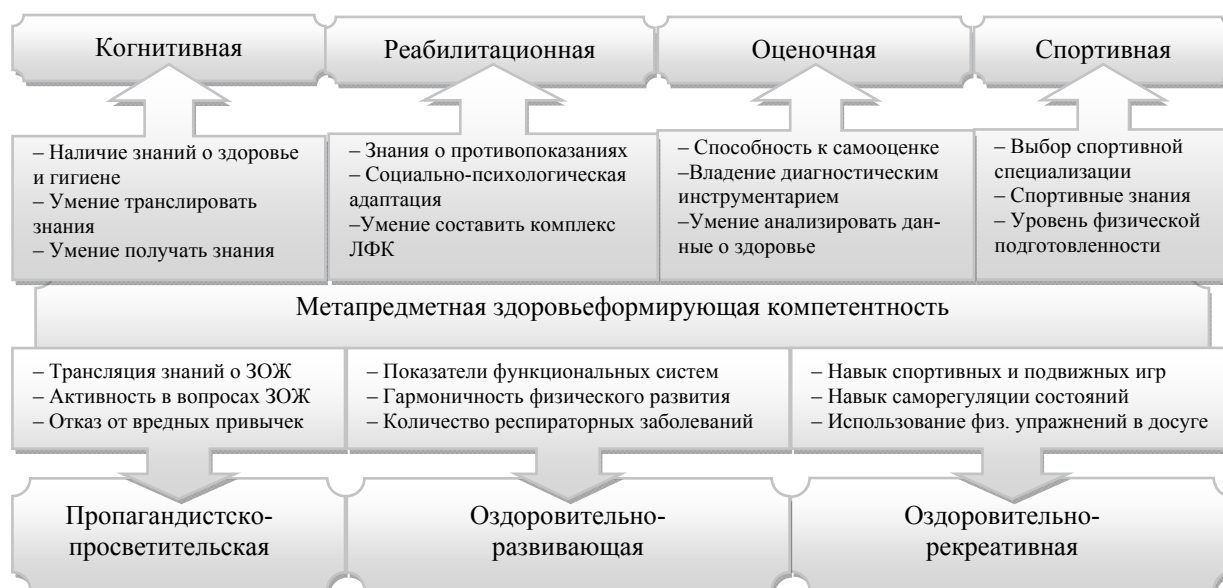 Когнитивная
Реабилитационная
Оценочная
Спортивная
– Наличие знаний о здоровье
и гигиене
– Умение транслировать
знания
– Умение получать знания
– Знания о противопоказаниях
– Социально-психологическая
адаптация
–Умение составить комплекс
ЛФК
– Способность к самооценке
–Владение диагностическим
инструментарием
–Умение анализировать дан-
ные о здоровье
– Выбор спортивной
специализации
– Спортивные знания
– Уровень физической
подготовленности
Метапредметная здоровьеформирующая компетентность
– Трансляция знаний о ЗОЖ
– Активность в вопросах ЗОЖ
– Отказ от вредных привычек
– Показатели функциональных систем
– Гармоничность физического развития
– Количество респираторных заболеваний
– Навык спортивных и подвижных игр
– Навык саморегуляции состояний
– Использование физ. упражнений в досуге
Пропагандистско-
просветительская
Оздоровительно-
развивающая
Оздоровительно-
рекреативная